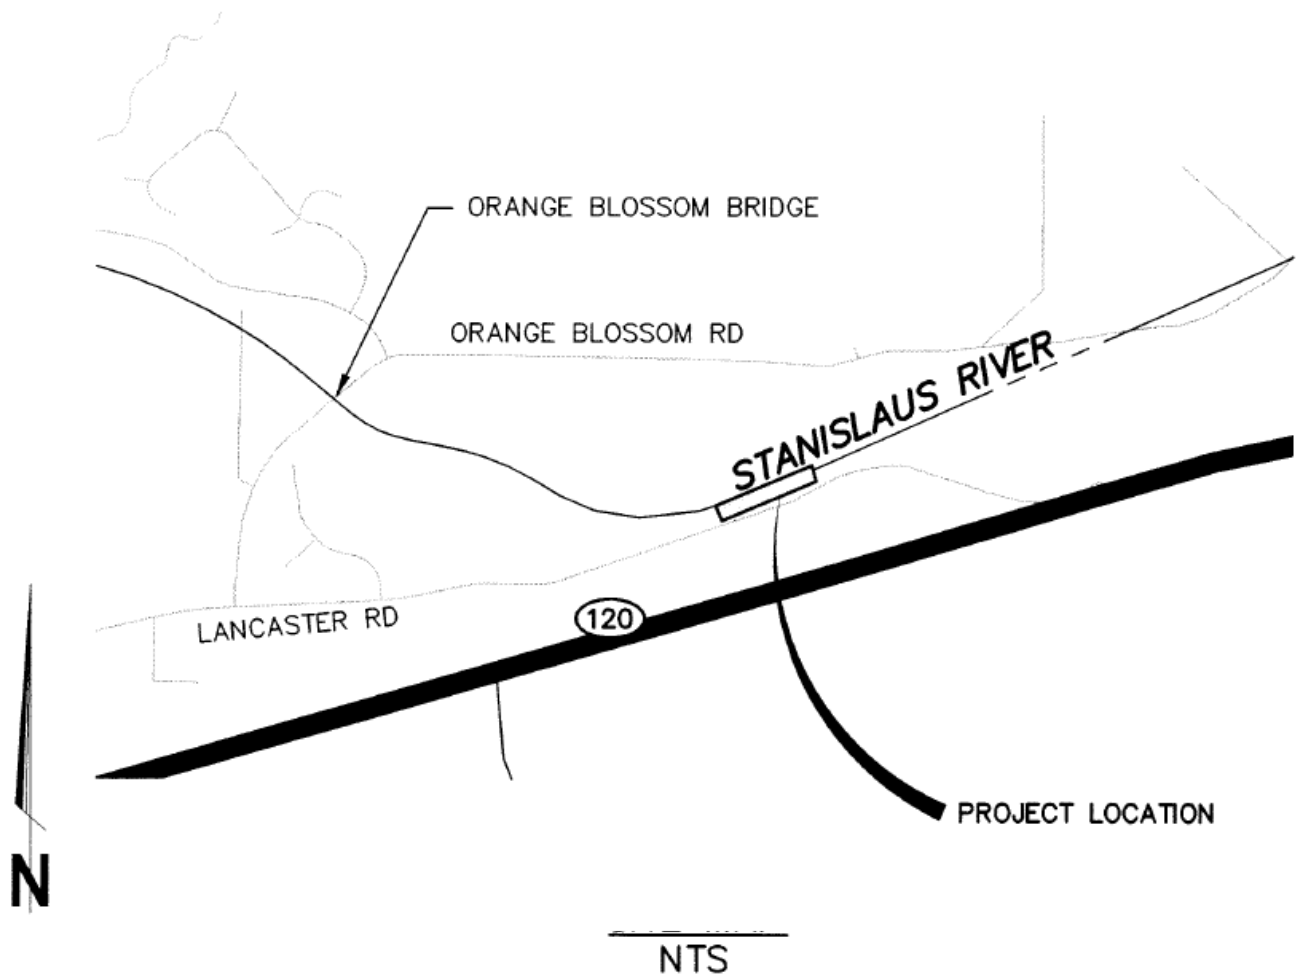 ORANGE BLOSSOM BRIDGE
ORANGE BLOSSOM RD
STANISLAUS RIVER
LANCASTER RD
120
PROJECT LOCATION
N
NTS